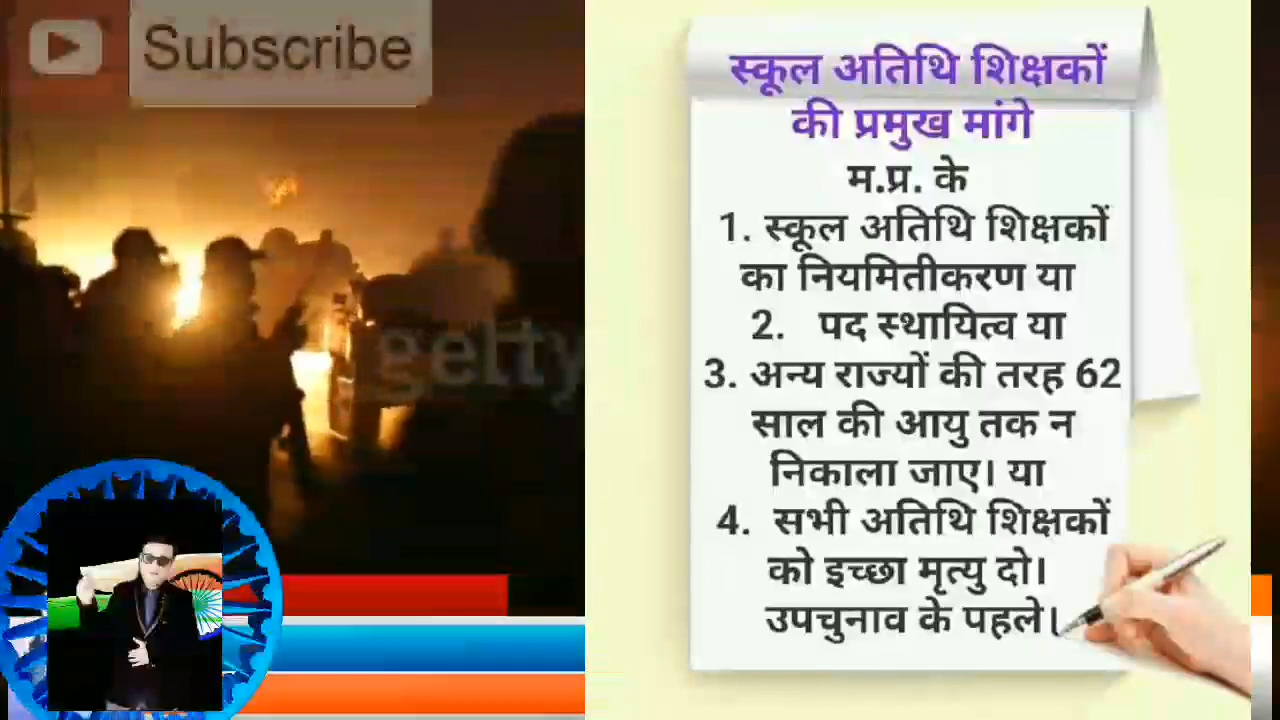 Subscribe
getty
स्कूल अतिथि शिक्षकों
की प्रमुख मांगे
म.प्र. के
1. स्कूल अतिथि शिक्षकों
का नियमितीकरण या
2. पद स्थायित्व या
3. अन्य राज्यों की तरह 62
साल की आयु तक न
निकाला जाए। या
4. सभी अतिथि शिक्षकों
को इच्छा मृत्यु दो।
उपचुनाव के पहले।